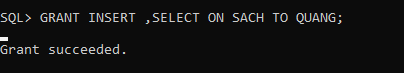 SQL> GRANT INSERT ,SELECT ON SACH TO QUANG;
Grant succeeded.